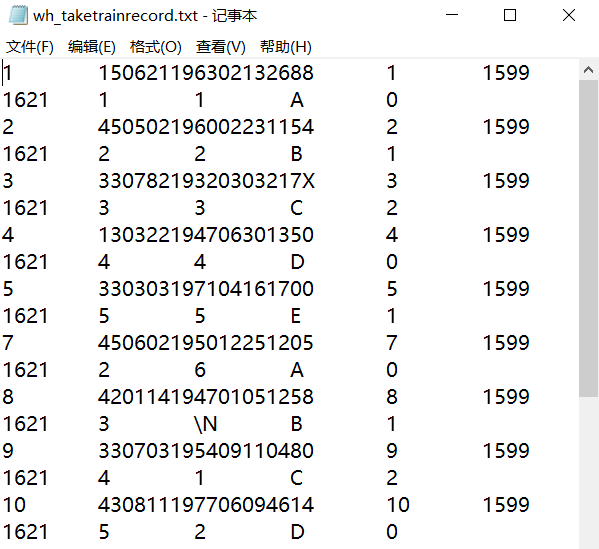 wh_taketrainrecord.txt - 记事本
文件(F) 编辑(E) 格式(O) 查看(V) 帮助(H)
1 150621196302132688 1 1599
1621 1 1 A 0
2 450502196002231154 2 1599
1621 2 2 B 1
3 33078219320303217X 3 1599
1621 3 3 C 2
4 130322194706301350 4 1599
1621 4 4 D 0
5 330303197104161700 5 1599
1621 5 5 E 1
7 450602195012251205 7 1599
1621 2 6 A 0
8 420114194701051258 8 1599
1621 3 \N B 1
9 330703195409110480 9 1599
1621 4 1 C 2
10 430811197706094614 10 1599
1621 5 2 D 0